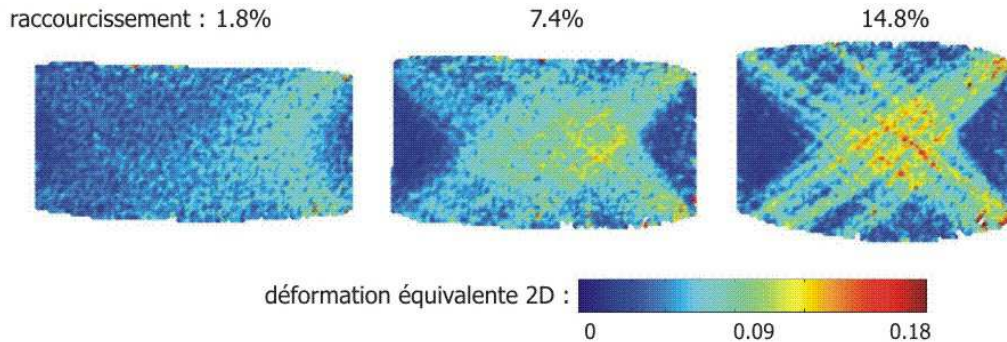 raccourcissement : 1.8%
7.4%
14.8%
déformation équivalente 2D :
0
0.09
0.18